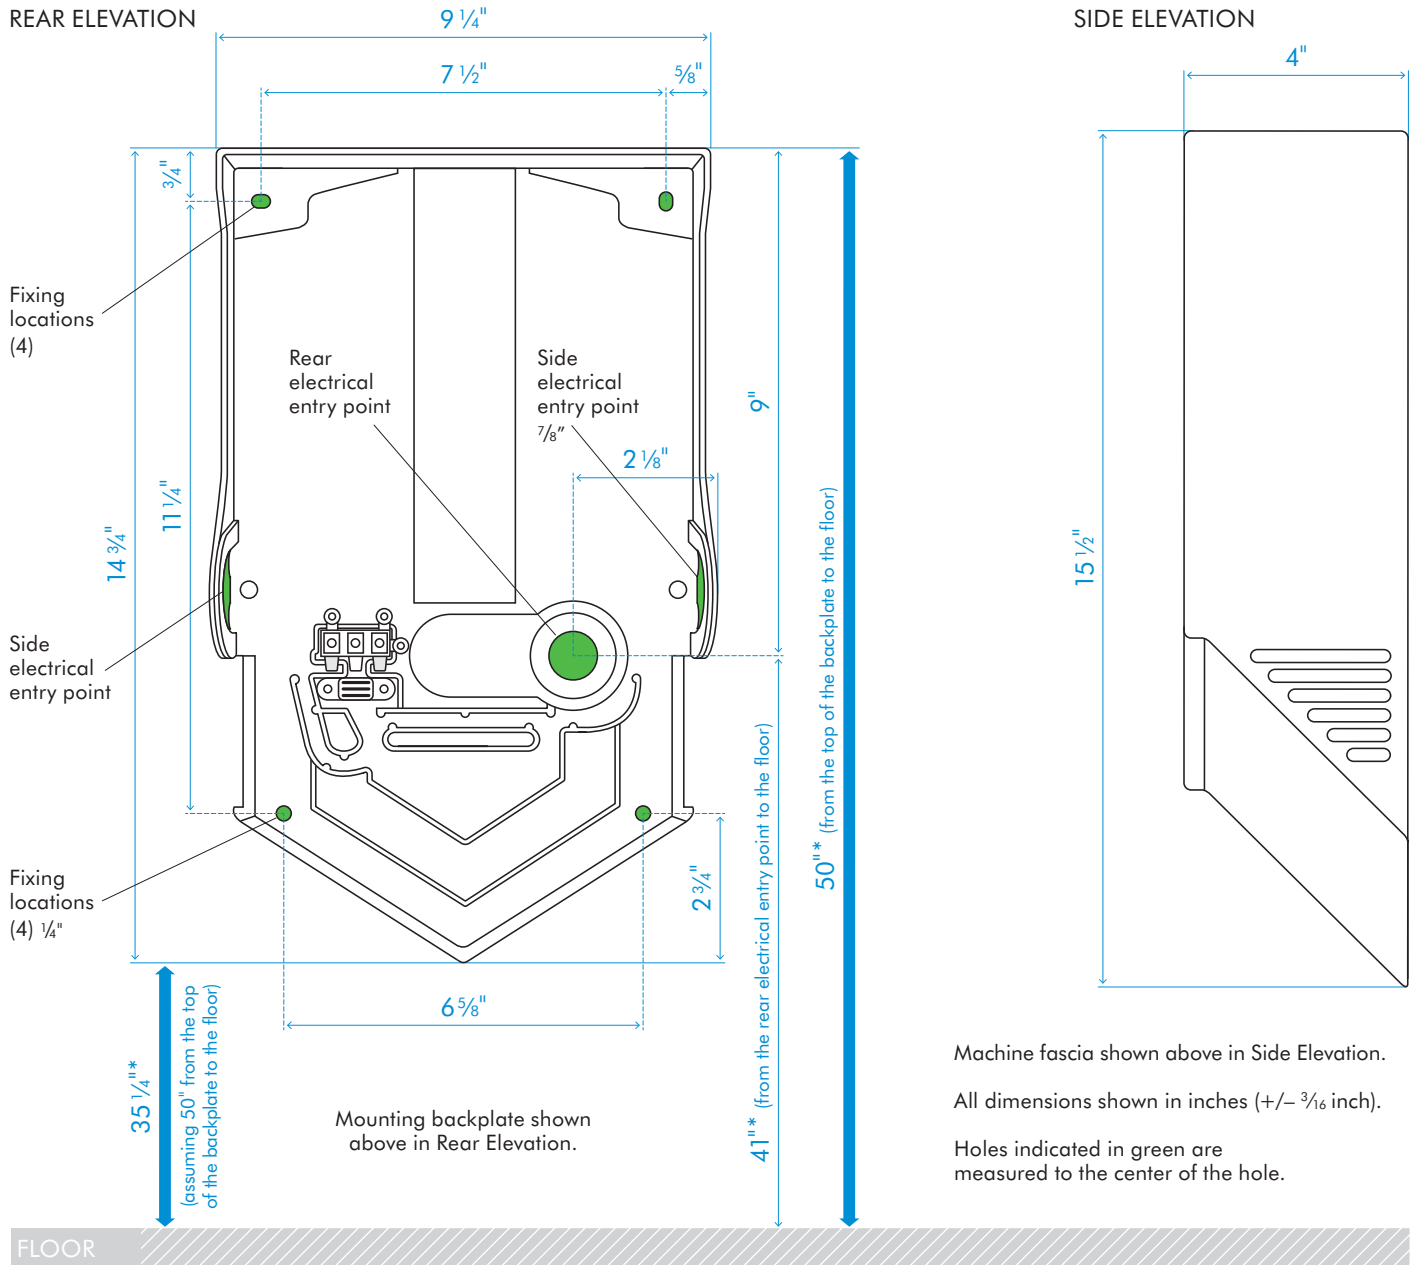 REAR ELEVATION
SIDE ELEVATION
9 ¼"
4"
7 ½"
⅝"
¾"
Fixing
locations
(4)
Rear
electrical
entry point
Side
electrical
entry point
⅞”
9"
2 ⅛"
11 ¼"
14 ¾"
15 ½"
Side
electrical
entry point
50"* (from the top of the backplate to the floor)
41"* (from the rear electrical entry point to the floor)
Fixing
locations
(4) ¼"
2 ¾"
6 ⅝"
35 ¼"*
(assuming 50" from the top
of the backplate to the floor)
Mounting backplate shown
above in Rear Elevation.
Machine fascia shown above in Side Elevation.
All dimensions shown in inches (+/– 3/16 inch).
Holes indicated in green are
measured to the center of the hole.
FLOOR